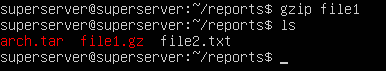 superserver@superserver:~/reports$ gzip file1
superserver@superserver:~/reports$ ls
arch.tar  file1.gz  file2.txt
superserver@superserver:~/reports$ _